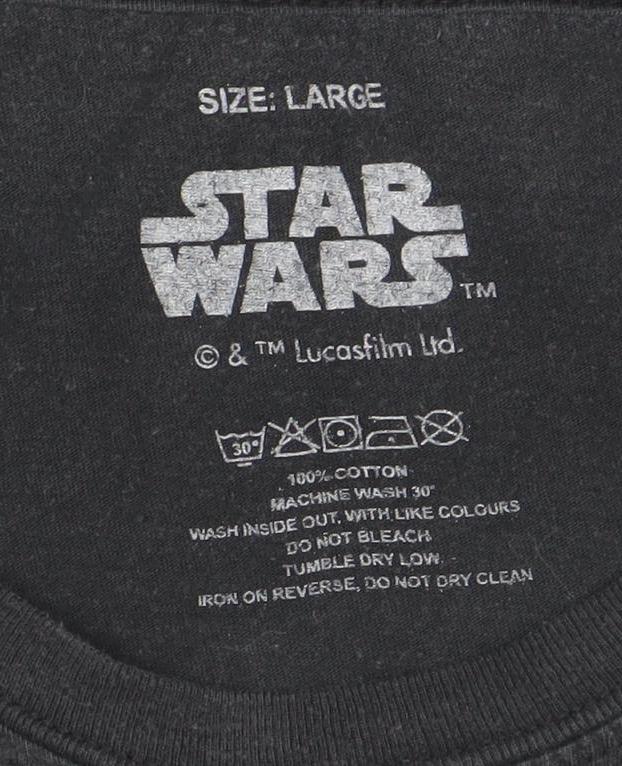 SIZE: LARGE
STAR
WARS™
© & ™ Lucasfilm Ltd.
30°
100% COTTON
MACHINE WASH 30°
WASH INSIDE OUT, WITH LIKE COLOURS
DO NOT BLEACH
TUMBLE DRY LOW
IRON ON REVERSE, DO NOT DRY CLEAN